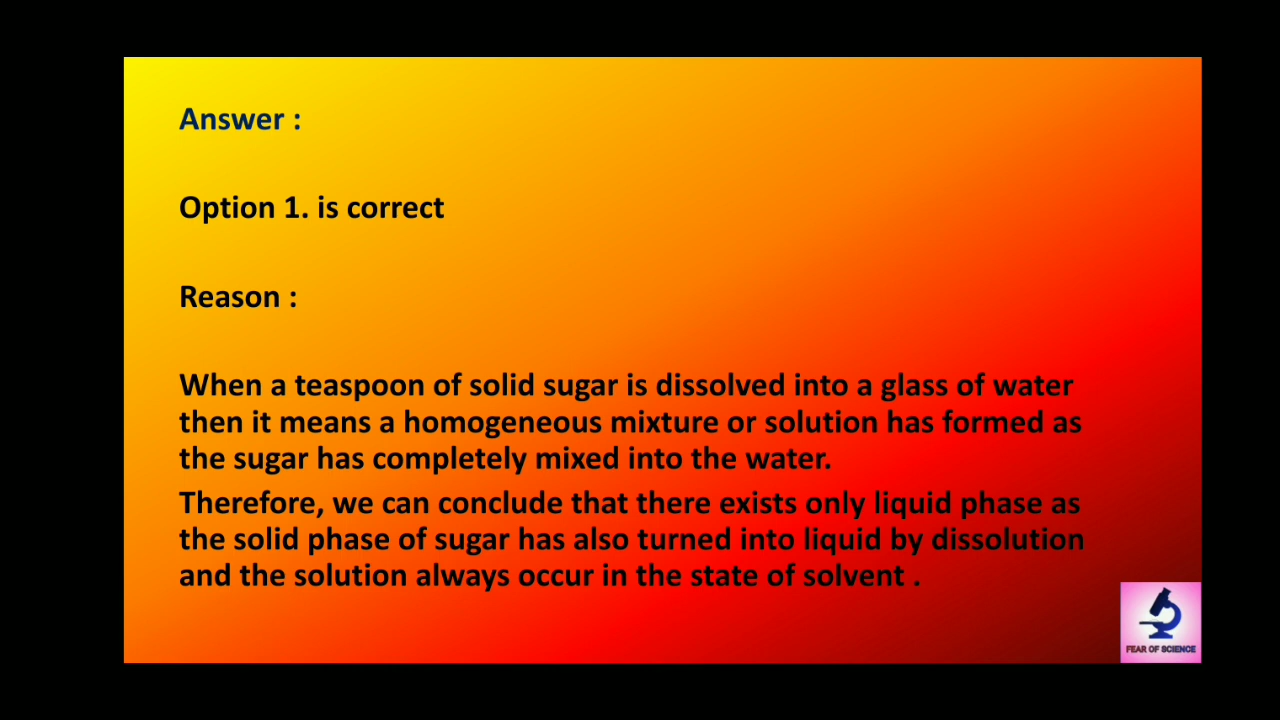 Answer :
Option 1. is correct
Reason :
When a teaspoon of solid sugar is dissolved into a glass of water
then it means a homogeneous mixture or solution has formed as
the sugar has completely mixed into the water.
Therefore, we can conclude that there exists only liquid phase as
the solid phase of sugar has also turned into liquid by dissolution
and the solution always occur in the state of solvent .
FEAR OF SCIENCE